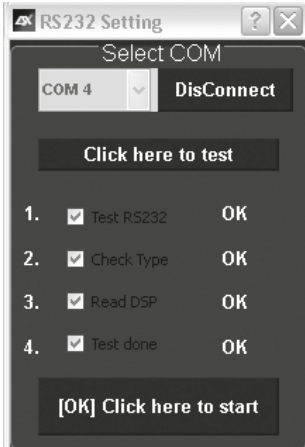 RS232 Setting
Select COM
COM 4 DisConnect
Click here to test
1. Test RS232 OK
2. Check Type OK
3. Read DSP OK
4. Test done OK
[OK] Click here to start